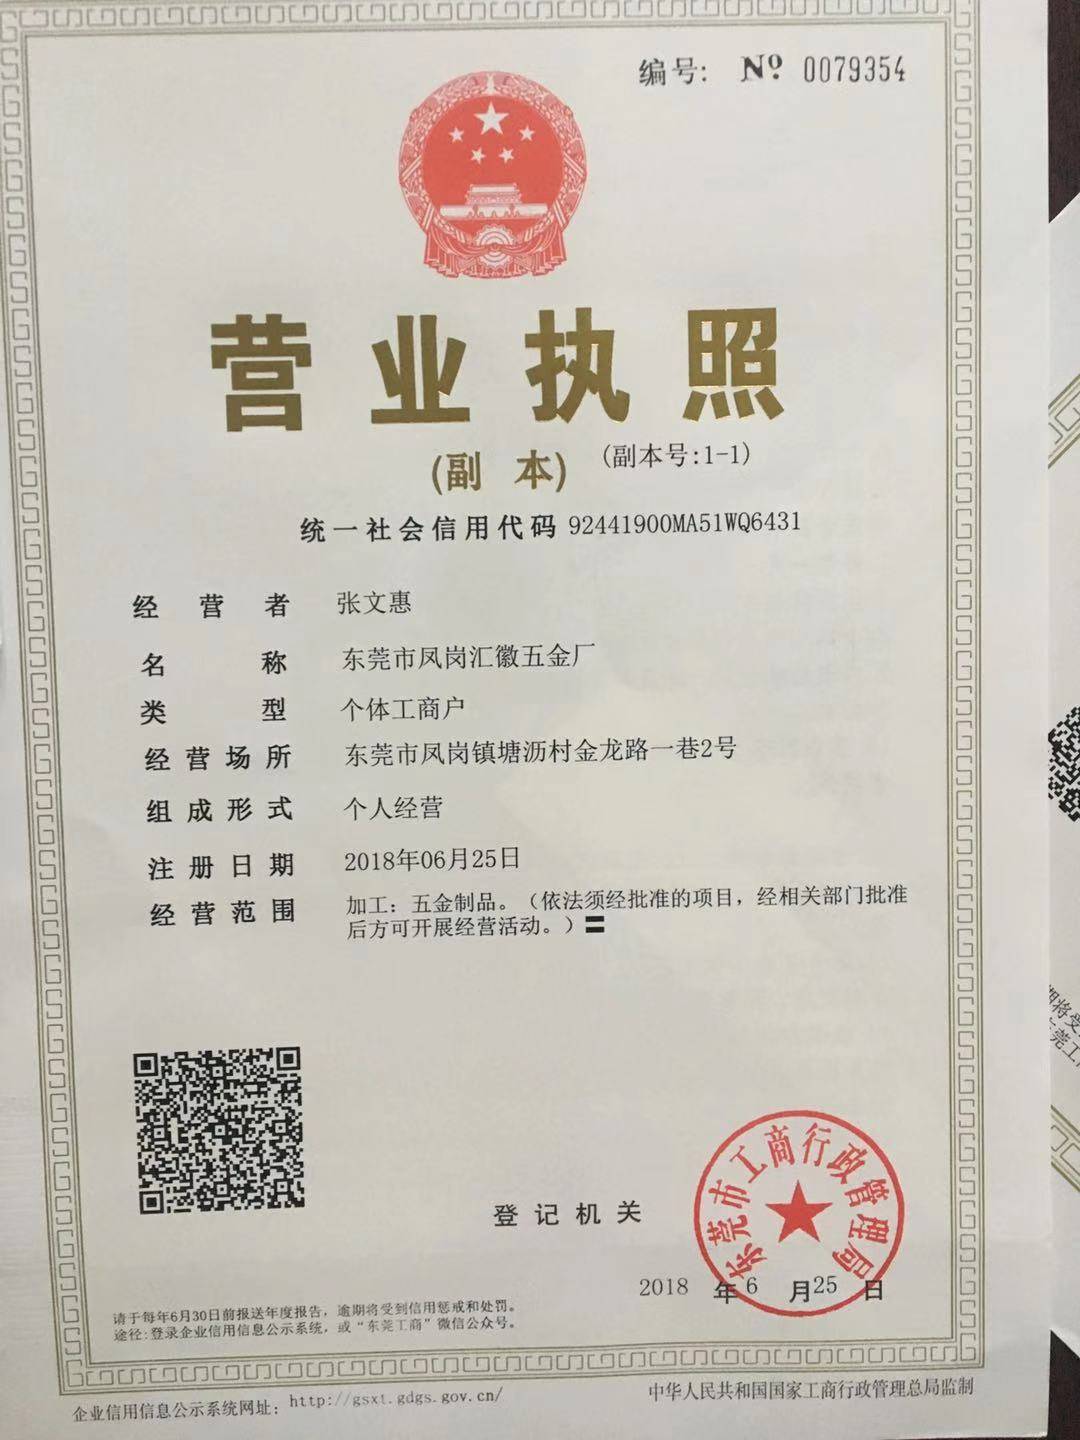 编号: Nº 0079354
营业执照
(副 本) (副本号:1-1)
统一社会信用代码 92441900MA51WQ6431
经营者 张文惠
名称 东莞市凤岗汇徽五金厂
类型 个体工商户
经营场所 东莞市凤岗镇塘沥村金龙路一巷2号
组成形式 个人经营
注册日期 2018年06月25日
经营范围 加工: 五金制品。(依法须经批准的项目, 经相关部门批准
后方可开展经营活动。)〓
东莞市工商行政管理局
登记机关
2018 年 6 月 25 日
请于每年6月30日前报送年度报告, 逾期将受到信用惩戒和处罚。
途径:登录企业信用信息公示系统, 或“东莞工商”微信公众号。
企业信用信息公示系统网址: http://gsxt.gdgs.gov.cn/
中华人民共和国国家工商行政管理总局监制
期将受
东莞工